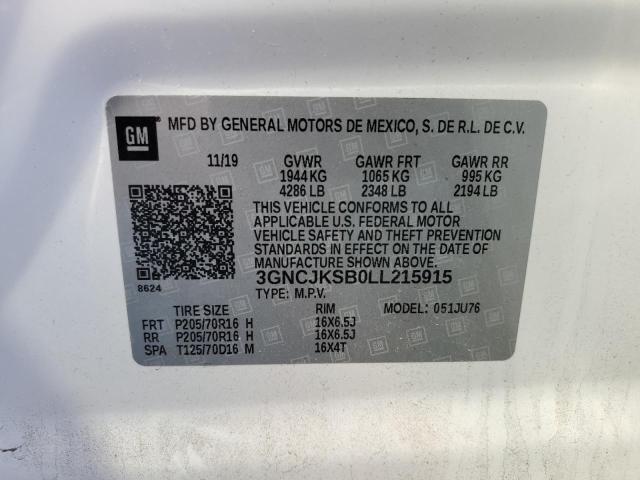 GM MFD BY GENERAL MOTORS DE MEXICO, S. DE R.L. DE C.V.
11/19 GVWR GAWR FRT GAWR RR
1944 KG 1065 KG 995 KG
4286 LB 2348 LB 2194 LB
THIS VEHICLE CONFORMS TO ALL
APPLICABLE U.S. FEDERAL MOTOR
VEHICLE SAFETY AND THEFT PREVENTION
STANDARDS IN EFFECT ON THE DATE OF
MANUFACTURE SHOWN ABOVE.
3GNCJKSB0LL215915
8624
TYPE: M.P.V.
TIRE SIZE RIM MODEL: 051JU76
FRT P205/70R16 H 16X6.5J
RR P205/70R16 H 16X6.5J
SPA T125/70D16 M 16X4T